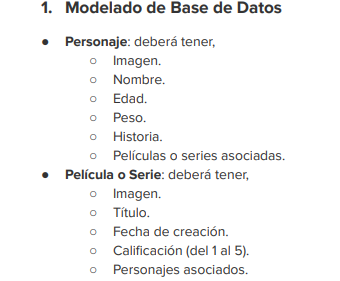 1. Modelado de Base de Datos
● Personaje: deberá tener,
○ Imagen.
○ Nombre.
○ Edad.
○ Peso.
○ Historia.
○ Películas o series asociadas.
● Película o Serie: deberá tener,
○ Imagen.
○ Título.
○ Fecha de creación.
○ Calificación (del 1 al 5).
○ Personajes asociados.